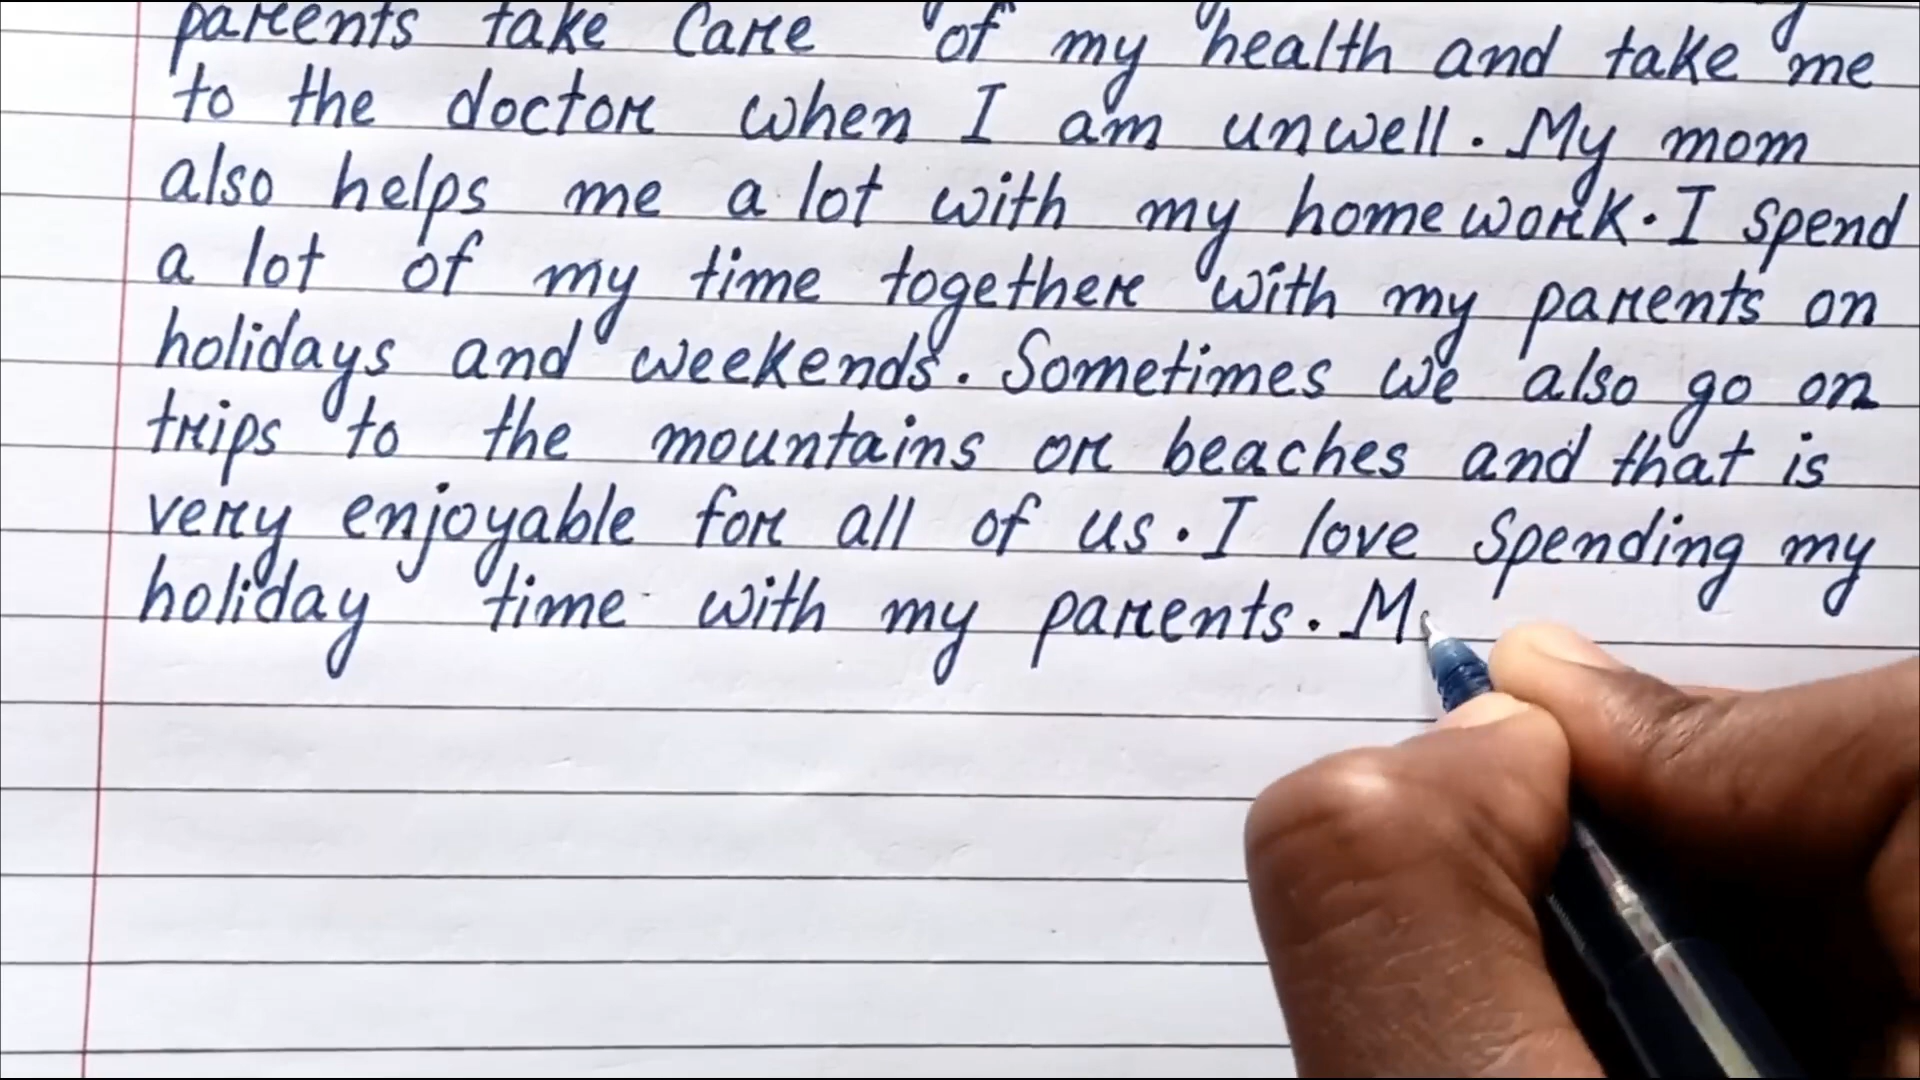 parents take Care of my health and take me
to the doctor when I am unwell. My mom
also helps me a lot with my homework. I spend
a lot of my time together with my parents on
holidays and weekends. Sometimes we also go on
trips to the mountains or beaches and that is
very enjoyable for all of us. I love spending my
holiday time with my parents. M